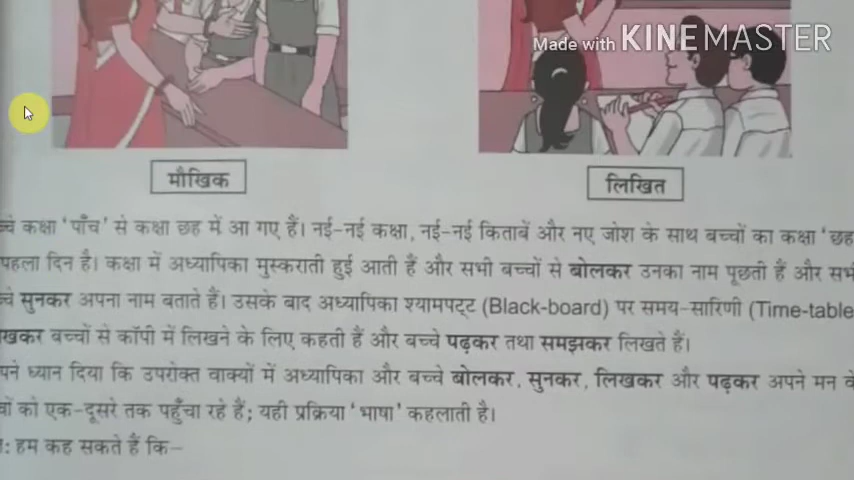 Made with KINEMASTER
मौखिक
लिखित
कक्षा 'पाँच' से कक्षा छह में आ गए हैं। नई-नई कक्षा, नई-नई किताबें और नए जोश के साथ बच्चों का कक्षा 'छह
पहला दिन है। कक्षा में अध्यापिका मुस्कराती हुई आती हैं और सभी बच्चों से बोलकर उनका नाम पूछती हैं और
सुनकर अपना नाम बताते हैं। उसके बाद अध्यापिका श्यामपट्ट (Black-board) पर समय-सारिणी (Time-table
बच्चों से कॉपी में लिखने के लिए कहती हैं और बच्चे पढ़कर तथा समझकर लिखते हैं।
ध्यान दिया कि उपरोक्त वाक्यों में अध्यापिका और बच्चे बोलकर, सुनकर, लिखकर और पढ़कर अपने मन
को एक-दूसरे तक पहुँचा रहे हैं; यही प्रक्रिया 'भाषा' कहलाती है।
: हम कह सकते हैं कि-